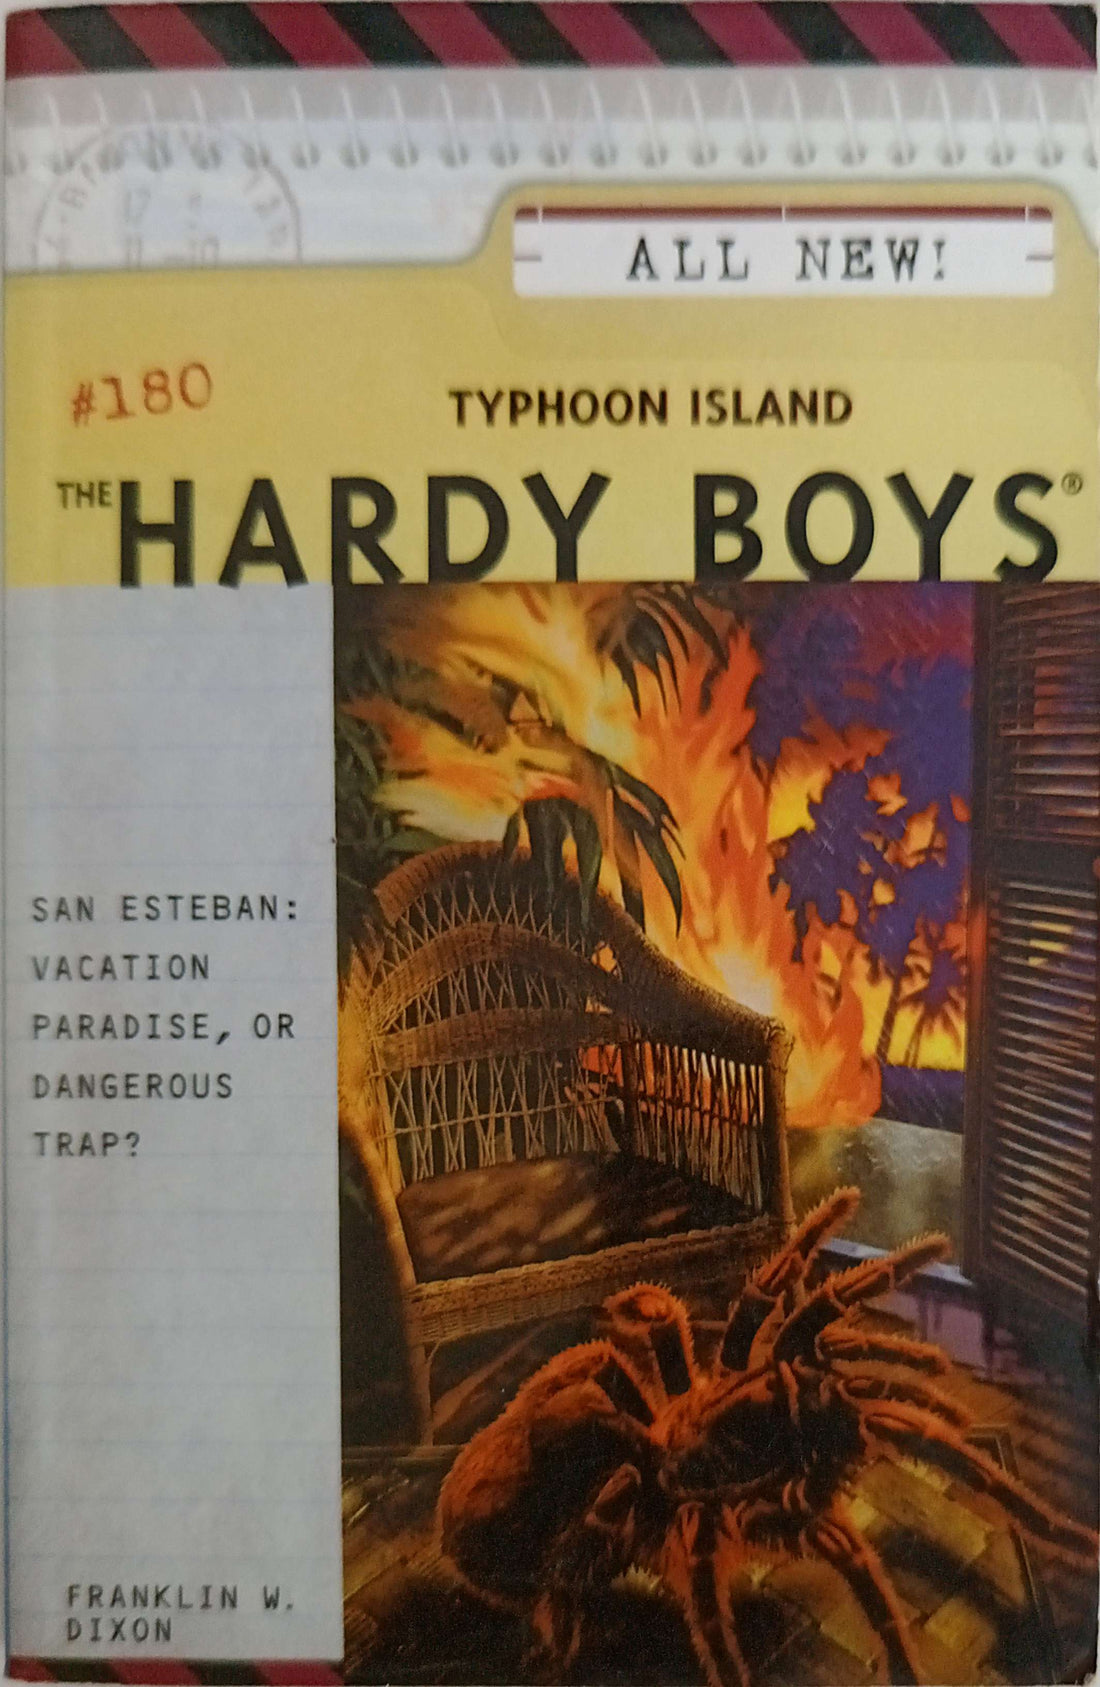 ALL NEW!
#180
TYPHOON ISLAND
THE HARDY BOYS®
SAN ESTEBAN:
VACATION
PARADISE, OR
DANGEROUS
TRAP?
FRANKLIN W.
DIXON